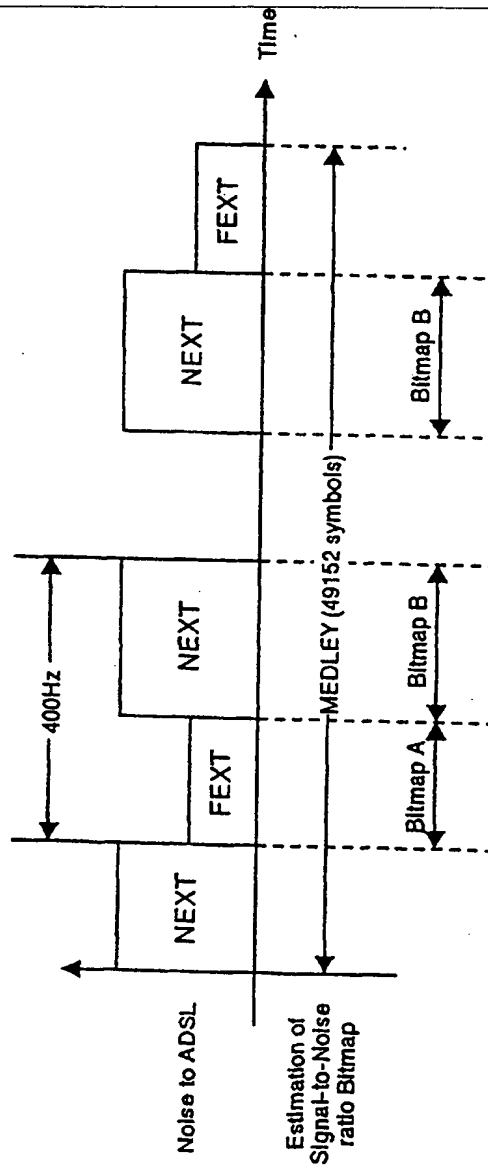 400Hz
Noise to ADSL
NEXT
FEXT
NEXT
NEXT
FEXT
Time
Estimation of
Signal-to-Noise
ratio Bitmap
MEDLEY (49152 symbols)
Bitmap A
Bitmap B
Bitmap B